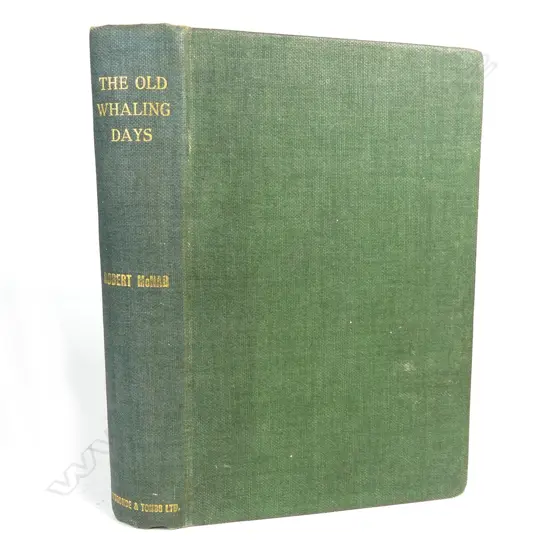 THE OLD
WHALING
DAYS
ROBERT McNAB
& TOMBS LTD.